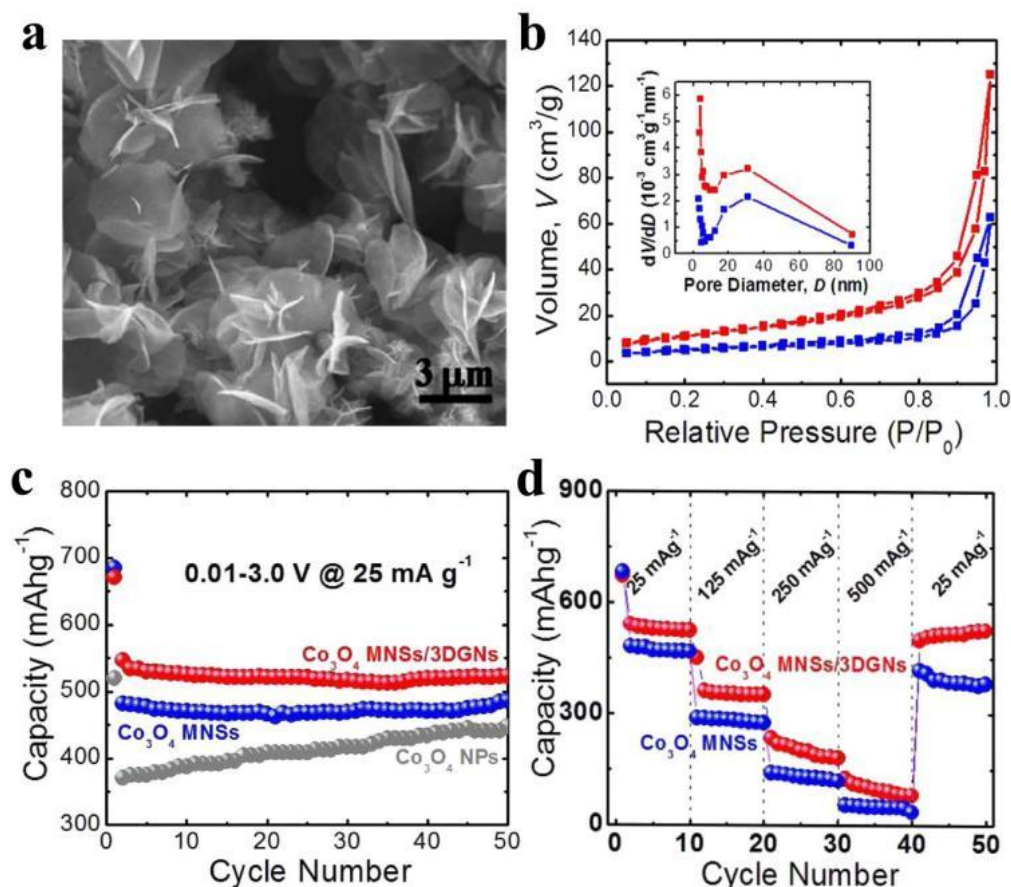 a
3 μm
b
140
120
100
80
60
40
20
0
Volume, V (cm³/g)
0.0 0.2 0.4 0.6 0.8 1.0
Relative Pressure (P/P₀)
6
5
4
3
2
1
0
dV/dD (10⁻³ cm³g⁻¹nm⁻¹)
0 20 40 60 80 100
Pore Diameter, D (nm)
c
800
700
600
500
400
300
Capacity (mAhg⁻¹)
0.01-3.0 V @ 25 mA g⁻¹
Co₃O₄ MNSs/3DGNs
Co₃O₄ MNSs
Co₃O₄ NPs
0 10 20 30 40 50
Cycle Number
d
900
600
300
0
Capacity (mAhg⁻¹)
25 mAg⁻¹
125 mAg⁻¹
250 mAg⁻¹
500 mAg⁻¹
25 mAg⁻¹
Co₃O₄ MNSs/3DGNs
Co₃O₄ MNSs
0 10 20 30 40 50
Cycle Number